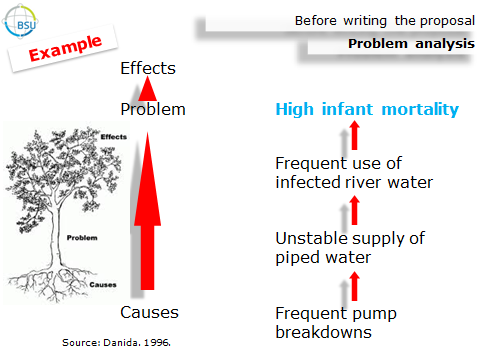 BSU
Before writing the proposal
Problem analysis
Example
Effects
Problem
Causes
Effects
Problem
Causes
High infant mortality
Frequent use of
infected river water
Unstable supply of
piped water
Frequent pump
breakdowns
Source: Danida. 1996.